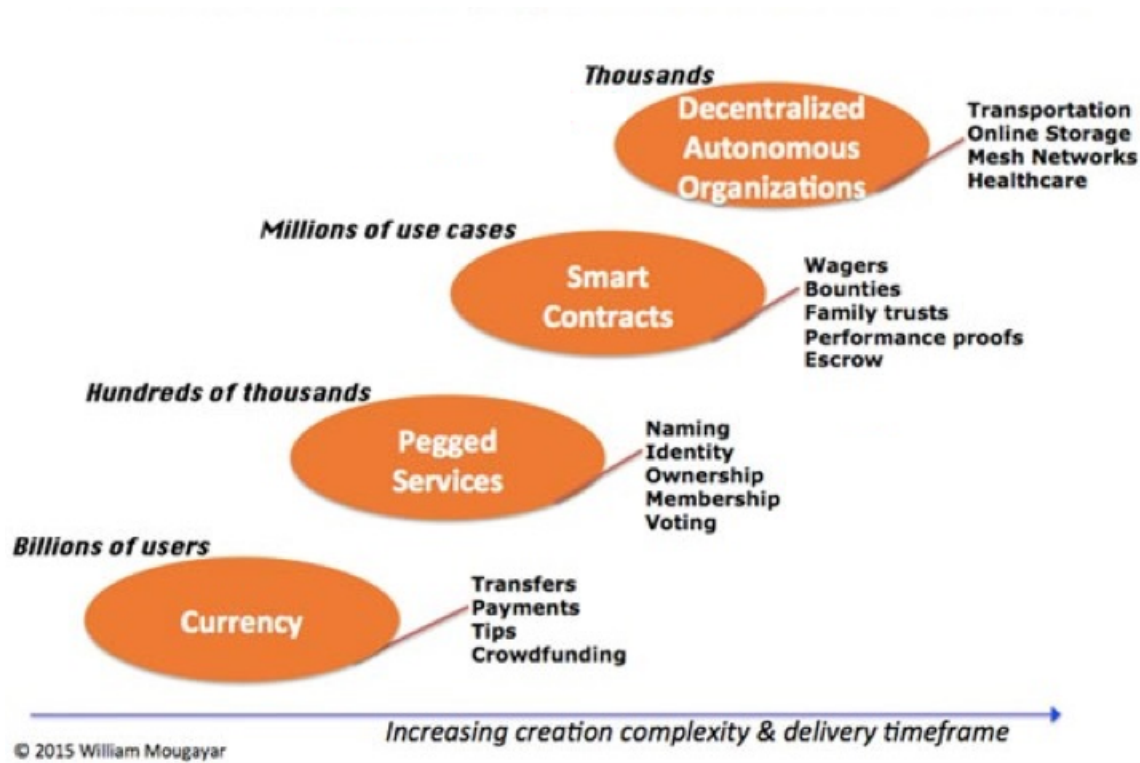 Thousands
Decentralized
Autonomous
Organizations
Transportation
Online Storage
Mesh Networks
Healthcare
Millions of use cases
Smart
Contracts
Wagers
Bounties
Family trusts
Performance proofs
Escrow
Hundreds of thousands
Pegged
Services
Naming
Identity
Ownership
Membership
Voting
Billions of users
Currency
Transfers
Payments
Tips
Crowdfunding
Increasing creation complexity & delivery timeframe
© 2015 William Mougayar